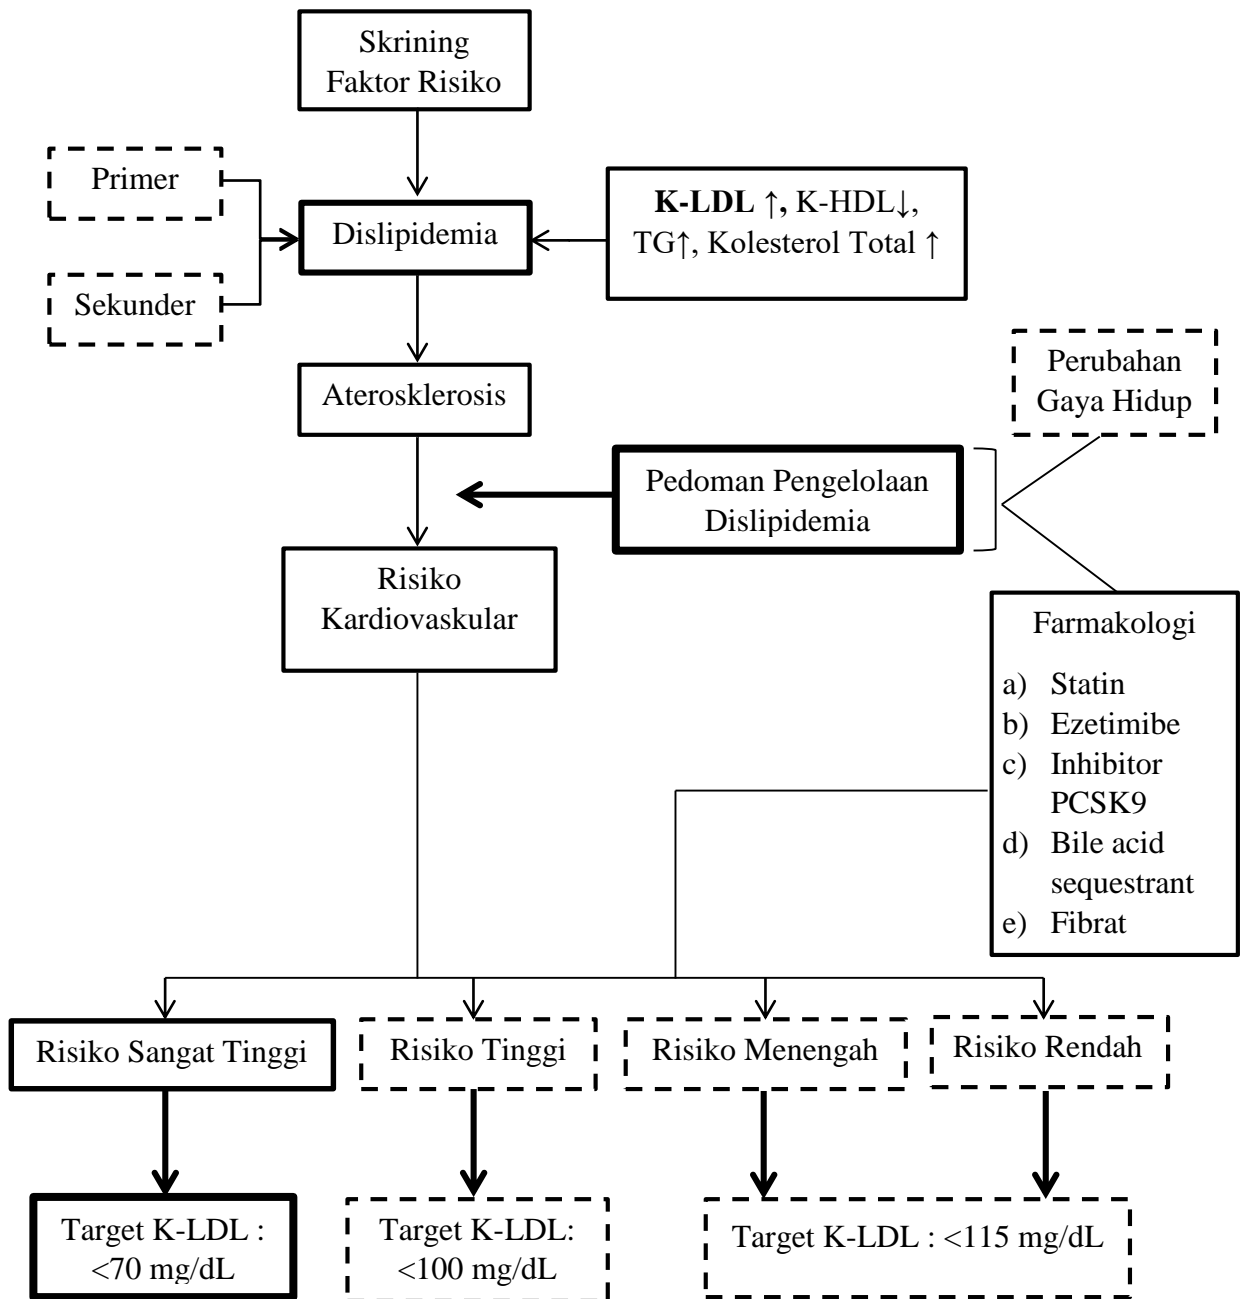 Skrining
Faktor Risiko
Primer
Dislipidemia
K-LDL ↑, K-HDL↓,
TG↑, Kolesterol Total ↑
Sekunder
Aterosklerosis
Perubahan
Gaya Hidup
Pedoman Pengelolaan
Dislipidemia
Risiko
Kardiovaskular
Farmakologi
a) Statin
b) Ezetimibe
c) Inhibitor
PCSK9
d) Bile acid
sequestrant
e) Fibrat
Risiko Sangat Tinggi
Risiko Tinggi
Risiko Menengah
Risiko Rendah
Target K-LDL :
<70 mg/dL
Target K-LDL:
<100 mg/dL
Target K-LDL : <115 mg/dL